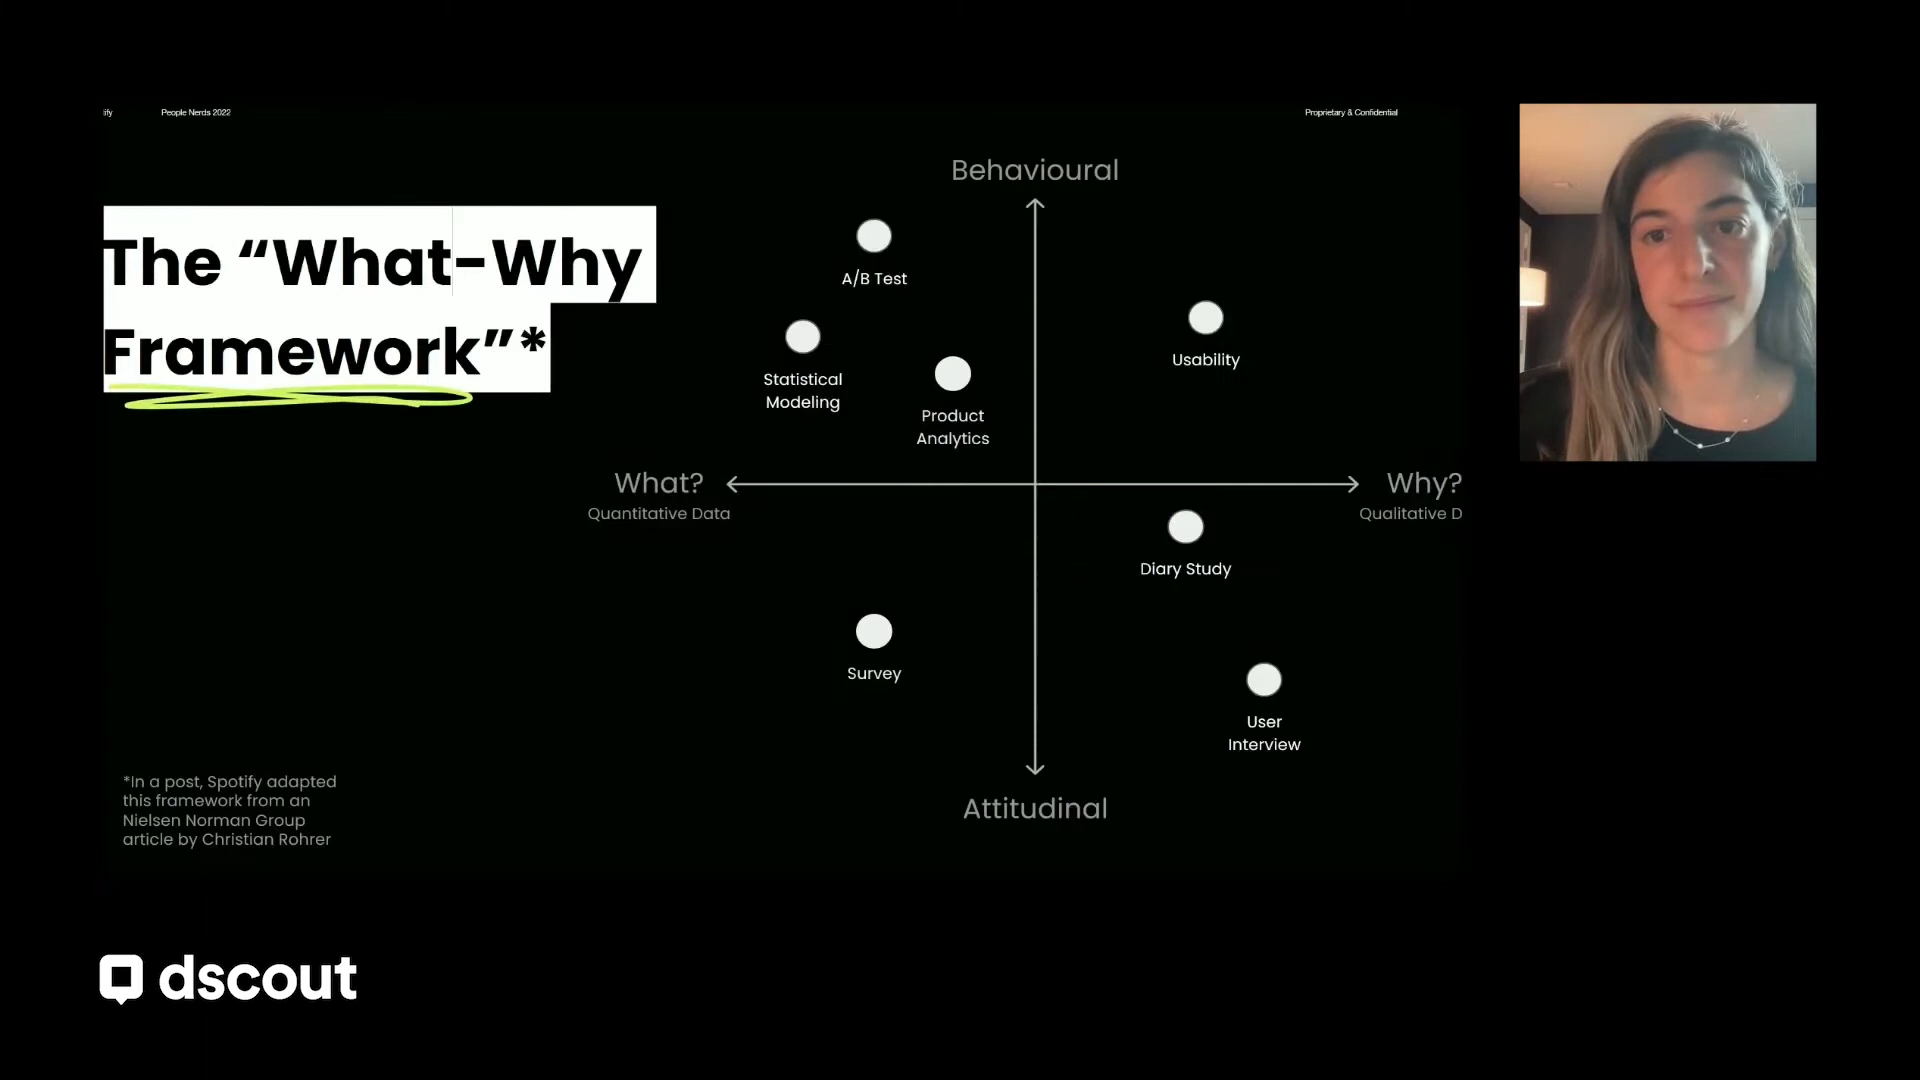 ify
People Nerds 2022
Proprietary & Confidential
The “What-Why
Framework”*
Behavioural
A/B Test
Statistical
Modeling
Product
Analytics
Usability
What?
Quantitative Data
Why?
Qualitative D
Diary Study
Survey
User
Interview
Attitudinal
*In a post, Spotify adapted
this framework from an
Nielsen Norman Group
article by Christian Rohrer
dscout